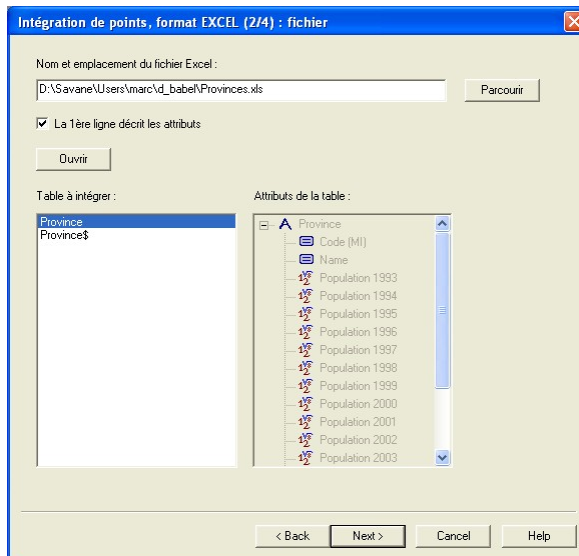 Intégration de points, format EXCEL (2/4) : fichier
Nom et emplacement du fichier Excel :
D:\Savane\Users\marc\d_babel\Provinces.xls
Parcourir
La 1ère ligne décrit les attributs
Ouvrir
Table à intégrer :
Province
Province$
Attributs de la table :
Province
Code (MI)
Name
Population 1993
Population 1994
Population 1995
Population 1996
Population 1997
Population 1998
Population 1999
Population 2000
Population 2001
Population 2002
Population 2003
< Back
Next >
Cancel
Help